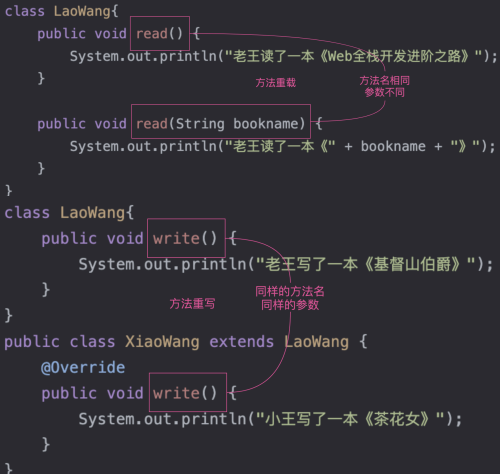 class LaoWang{
public void read() {
System.out.println("老王读了一本《Web全栈开发进阶之路》");
}
方法重载
方法名相同
参数不同
public void read(String bookname) {
System.out.println("老王读了一本《" + bookname + "》");
}
}
class LaoWang{
public void write() {
System.out.println("老王写了一本《基督山伯爵》");
}
}
方法重写
同样的方法名
同样的参数
public class XiaoWang extends LaoWang {
@Override
public void write() {
System.out.println("小王写了一本《茶花女》");
}
}